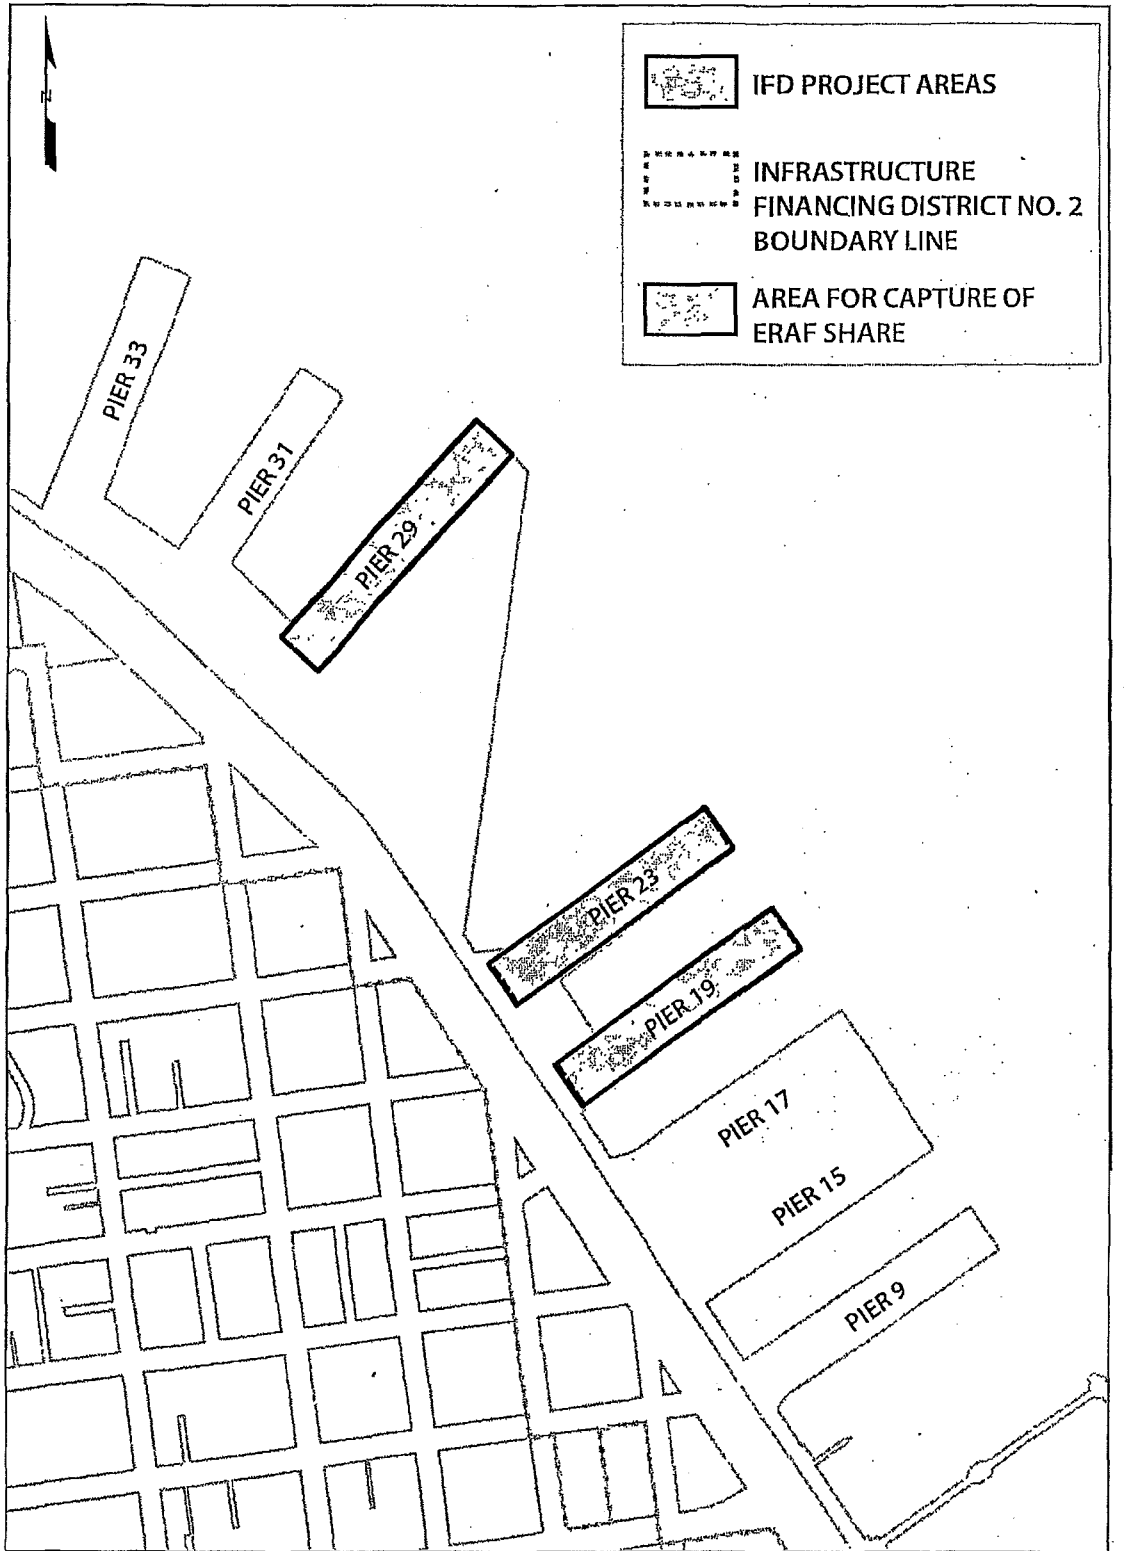 N
IFD PROJECT AREAS
INFRASTRUCTURE
FINANCING DISTRICT NO. 2
BOUNDARY LINE
AREA FOR CAPTURE OF
ERAF SHARE
PIER 33
PIER 31
PIER 29
PIER 23
PIER 19
PIER 17
PIER 15
PIER 9